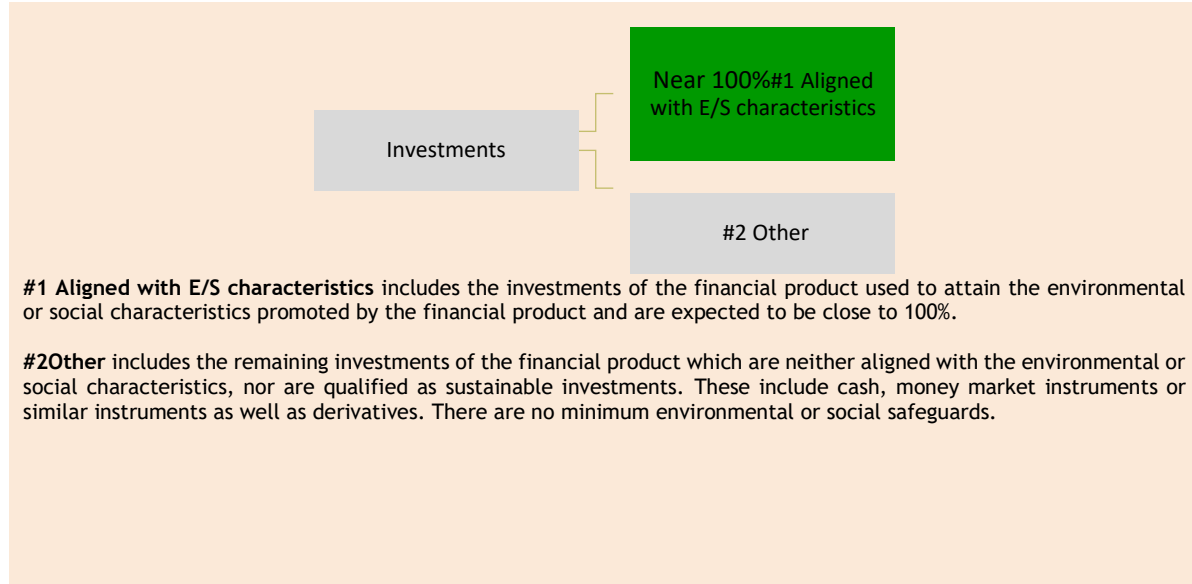 Near 100%#1 Aligned
with E/S characteristics
Investments
#2 Other
#1 Aligned with E/S characteristics includes the investments of the financial product used to attain the environmental
or social characteristics promoted by the financial product and are expected to be close to 100%.
#2Other includes the remaining investments of the financial product which are neither aligned with the environmental or
social characteristics, nor are qualified as sustainable investments. These include cash, money market instruments or
similar instruments as well as derivatives. There are no minimum environmental or social safeguards.